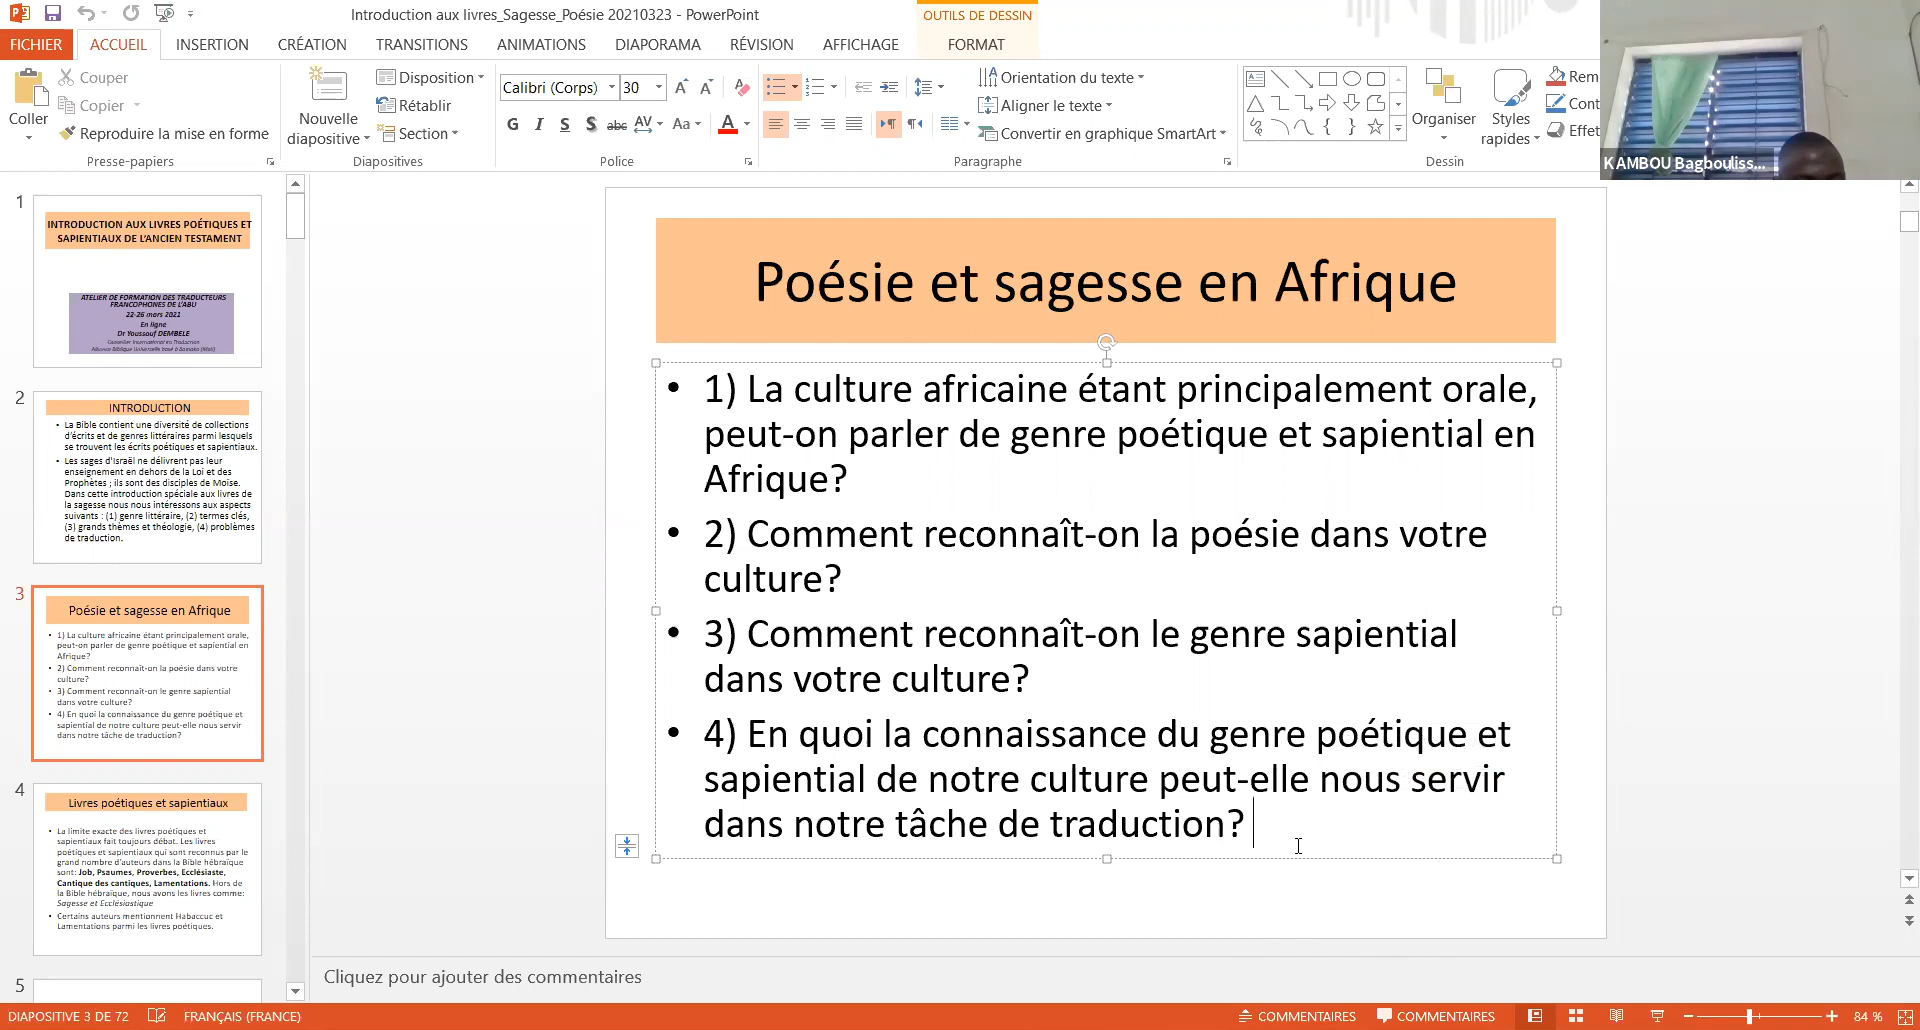 Introduction aux livres_Sagesse_Poésie 20210323 - PowerPoint
OUTILS DE DESSIN
FICHIER
ACCUEIL
INSERTION
CRÉATION
TRANSITIONS
ANIMATIONS
DIAPORAMA
RÉVISION
AFFICHAGE
FORMAT
Coller
Couper
Copier
Reproduire la mise en forme
Presse-papiers
Nouvelle
diapositive
Disposition
Rétablir
Section
Diapositives
Calibri (Corps)
30
G I S S abc AV Aa A
Police
Orientation du texte
Aligner le texte
Convertir en graphique SmartArt
Paragraphe
Organiser
Styles
rapides
Rem
Cont
Effet
Dessin
KAMBOU Bagbouliss...
1
INTRODUCTION AUX LIVRES POÉTIQUES ET
SAPIENTIAUX DE L'ANCIEN TESTAMENT
ATELIER DE FORMATION DES TRADUCTEURS
FRANCOPHONES DE L'ABU
22-26 mars 2021
En ligne
Dr Youssouf DEMBELE
Conseiller International en Traduction
Alliance Biblique Universelle basé à Bamako (Mali)
2
INTRODUCTION
• La Bible contient une diversité de collections
d'écrits et de genres littéraires parmi lesquels
se trouvent les écrits poétiques et sapientiaux.
• Les sages d'Israël ne délivrent pas leur
enseignement en dehors de la Loi et des
Prophètes ; ils sont des disciples de Moïse.
Dans cette introduction spéciale aux livres de
la sagesse nous nous intéressons aux aspects
suivants : (1) genre littéraire, (2) termes clés,
(3) grands thèmes et théologie, (4) problèmes
de traduction.
3
Poésie et sagesse en Afrique
• 1) La culture africaine étant principalement orale,
peut-on parler de genre poétique et sapiential en
Afrique?
• 2) Comment reconnaît-on la poésie dans votre
culture?
• 3) Comment reconnaît-on le genre sapiential
dans votre culture?
• 4) En quoi la connaissance du genre poétique et
sapiential de notre culture peut-elle nous servir
dans notre tâche de traduction?
4
Livres poétiques et sapientiaux
• La limite exacte des livres poétiques et
sapientiaux fait toujours débat. Les livres
poétiques et sapientiaux qui sont reconnus par le
grand nombre d'auteurs dans la Bible hébraïque
sont: Job, Psaumes, Proverbes, Ecclésiaste,
Cantique des cantiques, Lamentations. Hors de
la Bible hébraïque, nous avons les livres comme:
Sagesse et Ecclésiastique
• Certains auteurs mentionnent Habaccuc et
Lamentations parmi les livres poétiques.
5
Poésie et sagesse en Afrique
• 1) La culture africaine étant principalement orale,
peut-on parler de genre poétique et sapiential en
Afrique?
• 2) Comment reconnaît-on la poésie dans votre
culture?
• 3) Comment reconnaît-on le genre sapiential
dans votre culture?
• 4) En quoi la connaissance du genre poétique et
sapiential de notre culture peut-elle nous servir
dans notre tâche de traduction?
Cliquez pour ajouter des commentaires
DIAPOSITIVE 3 DE 72
FRANÇAIS (FRANCE)
COMMENTAIRES
COMMENTAIRES
84 %